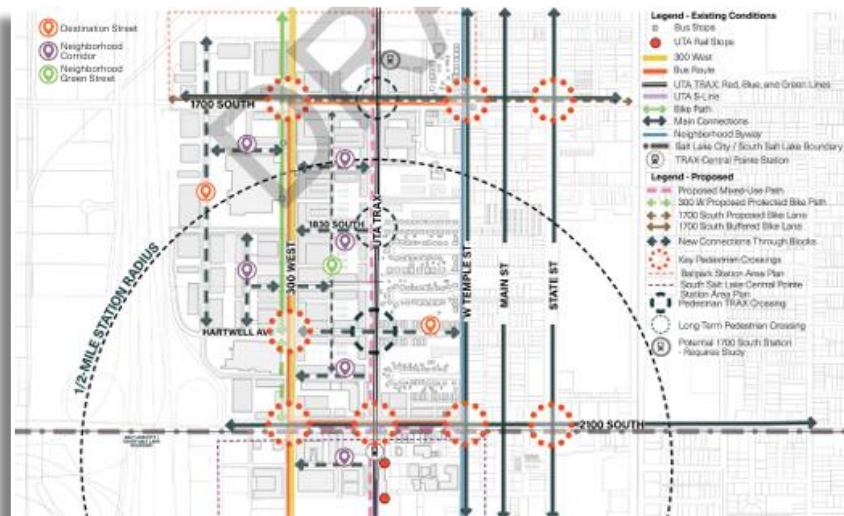 Destination Street
Neighborhood
Corridor
Neighborhood
Green Street
DRA
1700 SOUTH
1830 SOUTH
UTA TRAX
300 WEST
W TEMPLE ST
MAIN ST
STATE ST
HARTWELL AV
1/2-MILE STATION RADIUS
2100 SOUTH
Legend - Existing Conditions
Bus Stops
UTA Rail Stops
300 West
Bus Route
UTA TRAX: Red, Blue, and Green Lines
UTA S-Line
Bike Path
Main Connections
Neighborhood Byway
Salt Lake City / South Salt Lake Boundary
TRAX-Central Pointe Station
Legend - Proposed
Proposed Mixed-Use Path
300 W Proposed Protected Bike Path
1700 South Proposed Bike Lane
1700 South Buffered Bike Lane
New Connections Through Blocks
Key Pedestrian Crossings
Ballpark Station Area Plan
South Salt Lake Central Pointe
Station Area Plan
Pedestrian TRAX Crossing
Long Term Pedestrian Crossing
Potential 1700 South Station
- Requires Study